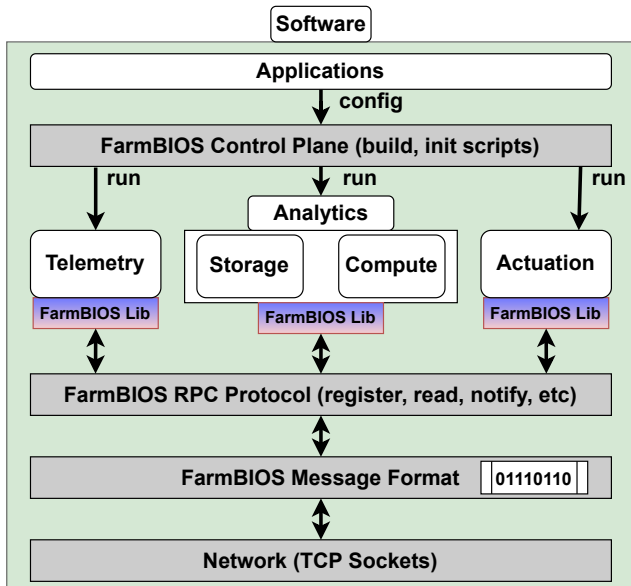 Software
Applications
config
FarmBIOS Control Plane (build, init scripts)
run
run
run
Analytics
Telemetry
Storage
Compute
Actuation
FarmBIOS Lib
FarmBIOS Lib
FarmBIOS Lib
FarmBIOS RPC Protocol (register, read, notify, etc)
FarmBIOS Message Format
01110110
Network (TCP Sockets)